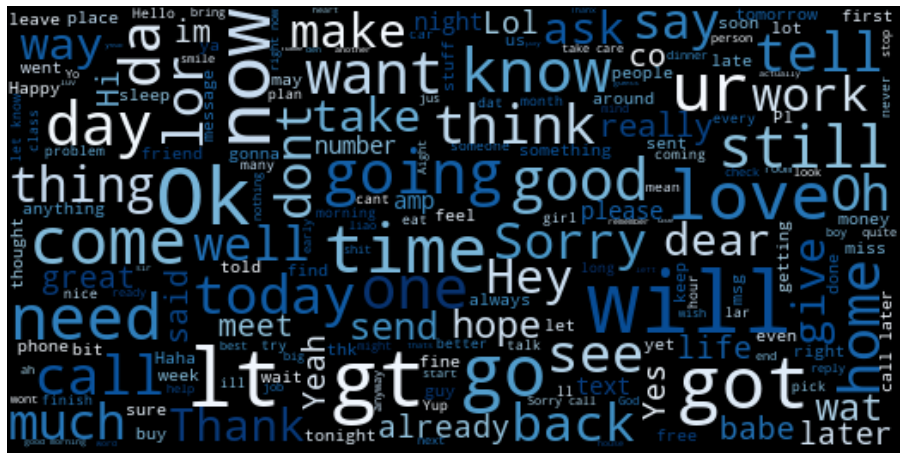 leave place Hello bring
way da im now
make night Lol ask say
soon tomorrow lot tell first
went Yo Happy Hi
sleep lor message smile
want know co people
us car stuff
take care dinner person late
stop never
may plan jus dat month
around ur work
day think really every
Pl still
take number sent coming
let know class problem friend gonna
many nothing
thing Ok dont going good love Oh
Aight someone something
check room look
anything cant amp please mean
morning eat feel girl money
boy quite
come well time Sorry dear
thought great said told find
shit liao early
Hey long keep hour msg getting
give done miss home
nice ready today one will
always wish lar
need meet send hope let
phone bit Haha best try big
thk might better talk yet life even right
call lt gt go see got
week ill wait Yeah fine start
ah help job anyway guy Yup
ll text Yes end reply pick
call later
wont finish Sorry call God
much sure buy Thank tonight already back
next free babe wat later
good morning